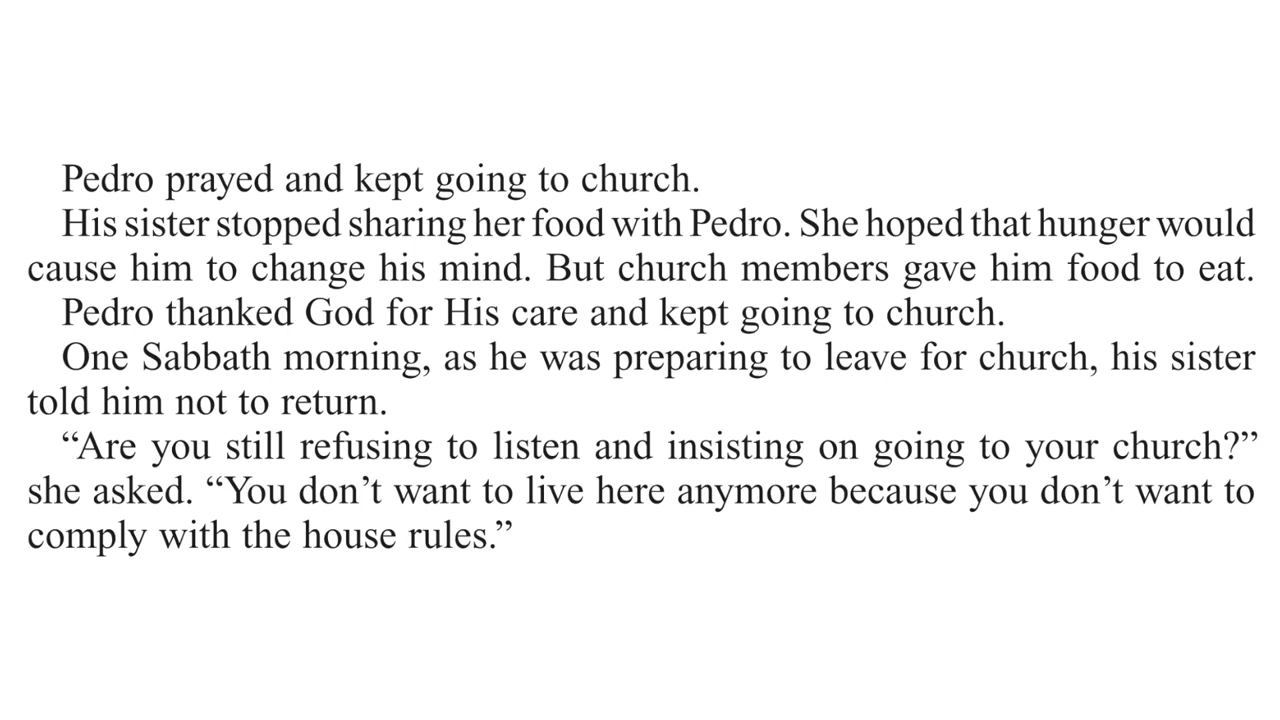 Pedro prayed and kept going to church.
His sister stopped sharing her food with Pedro. She hoped that hunger would
cause him to change his mind. But church members gave him food to eat.
Pedro thanked God for His care and kept going to church.
One Sabbath morning, as he was preparing to leave for church, his sister
told him not to return.
“Are you still refusing to listen and insisting on going to your church?”
she asked. “You don’t want to live here anymore because you don’t want to
comply with the house rules.”